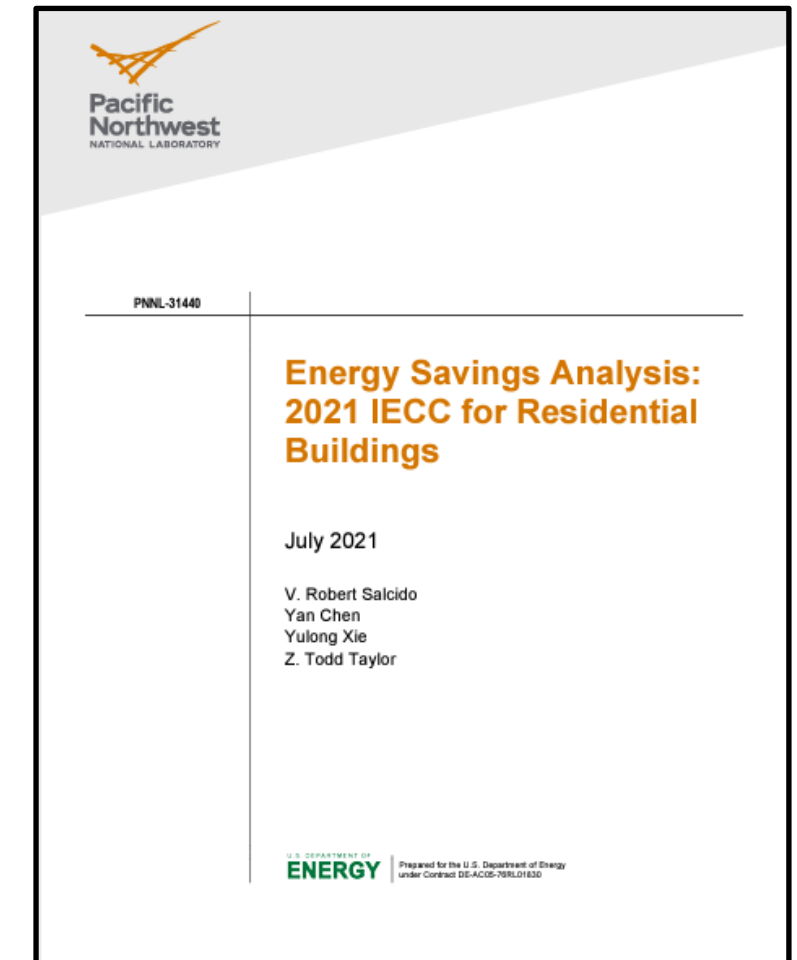 Pacific
Northwest
NATIONAL LABORATORY
PNNL-31440
Energy Savings Analysis:
2021 IECC for Residential
Buildings
July 2021
V. Robert Salcido
Yan Chen
Yulong Xie
Z. Todd Taylor
U.S. DEPARTMENT OF
ENERGY
Prepared for the U.S. Department of Energy
under Contract DE-AC05-76RL01830